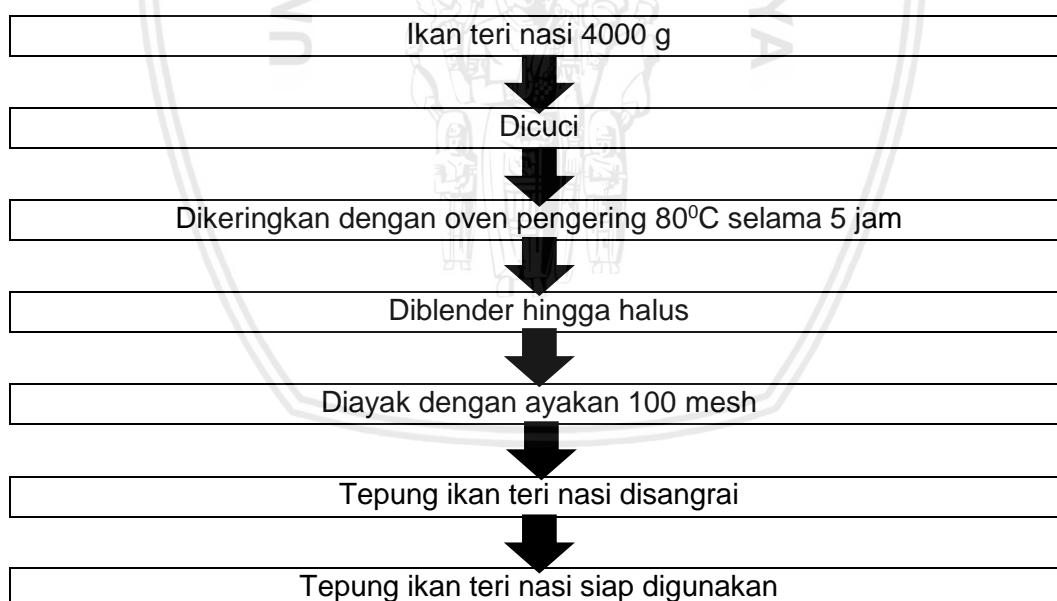 Ikan teri nasi 4000 g
Dicuci
Dikeringkan dengan oven pengering 80⁰C selama 5 jam
Diblender hingga halus
Diayak dengan ayakan 100 mesh
Tepung ikan teri nasi disangrai
Tepung ikan teri nasi siap digunakan